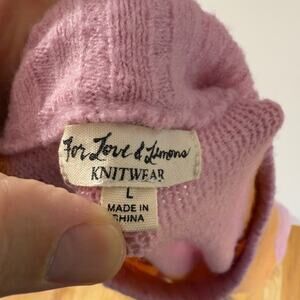 For Love & Lemons
KNITWEAR
L
MADE IN
CHINA